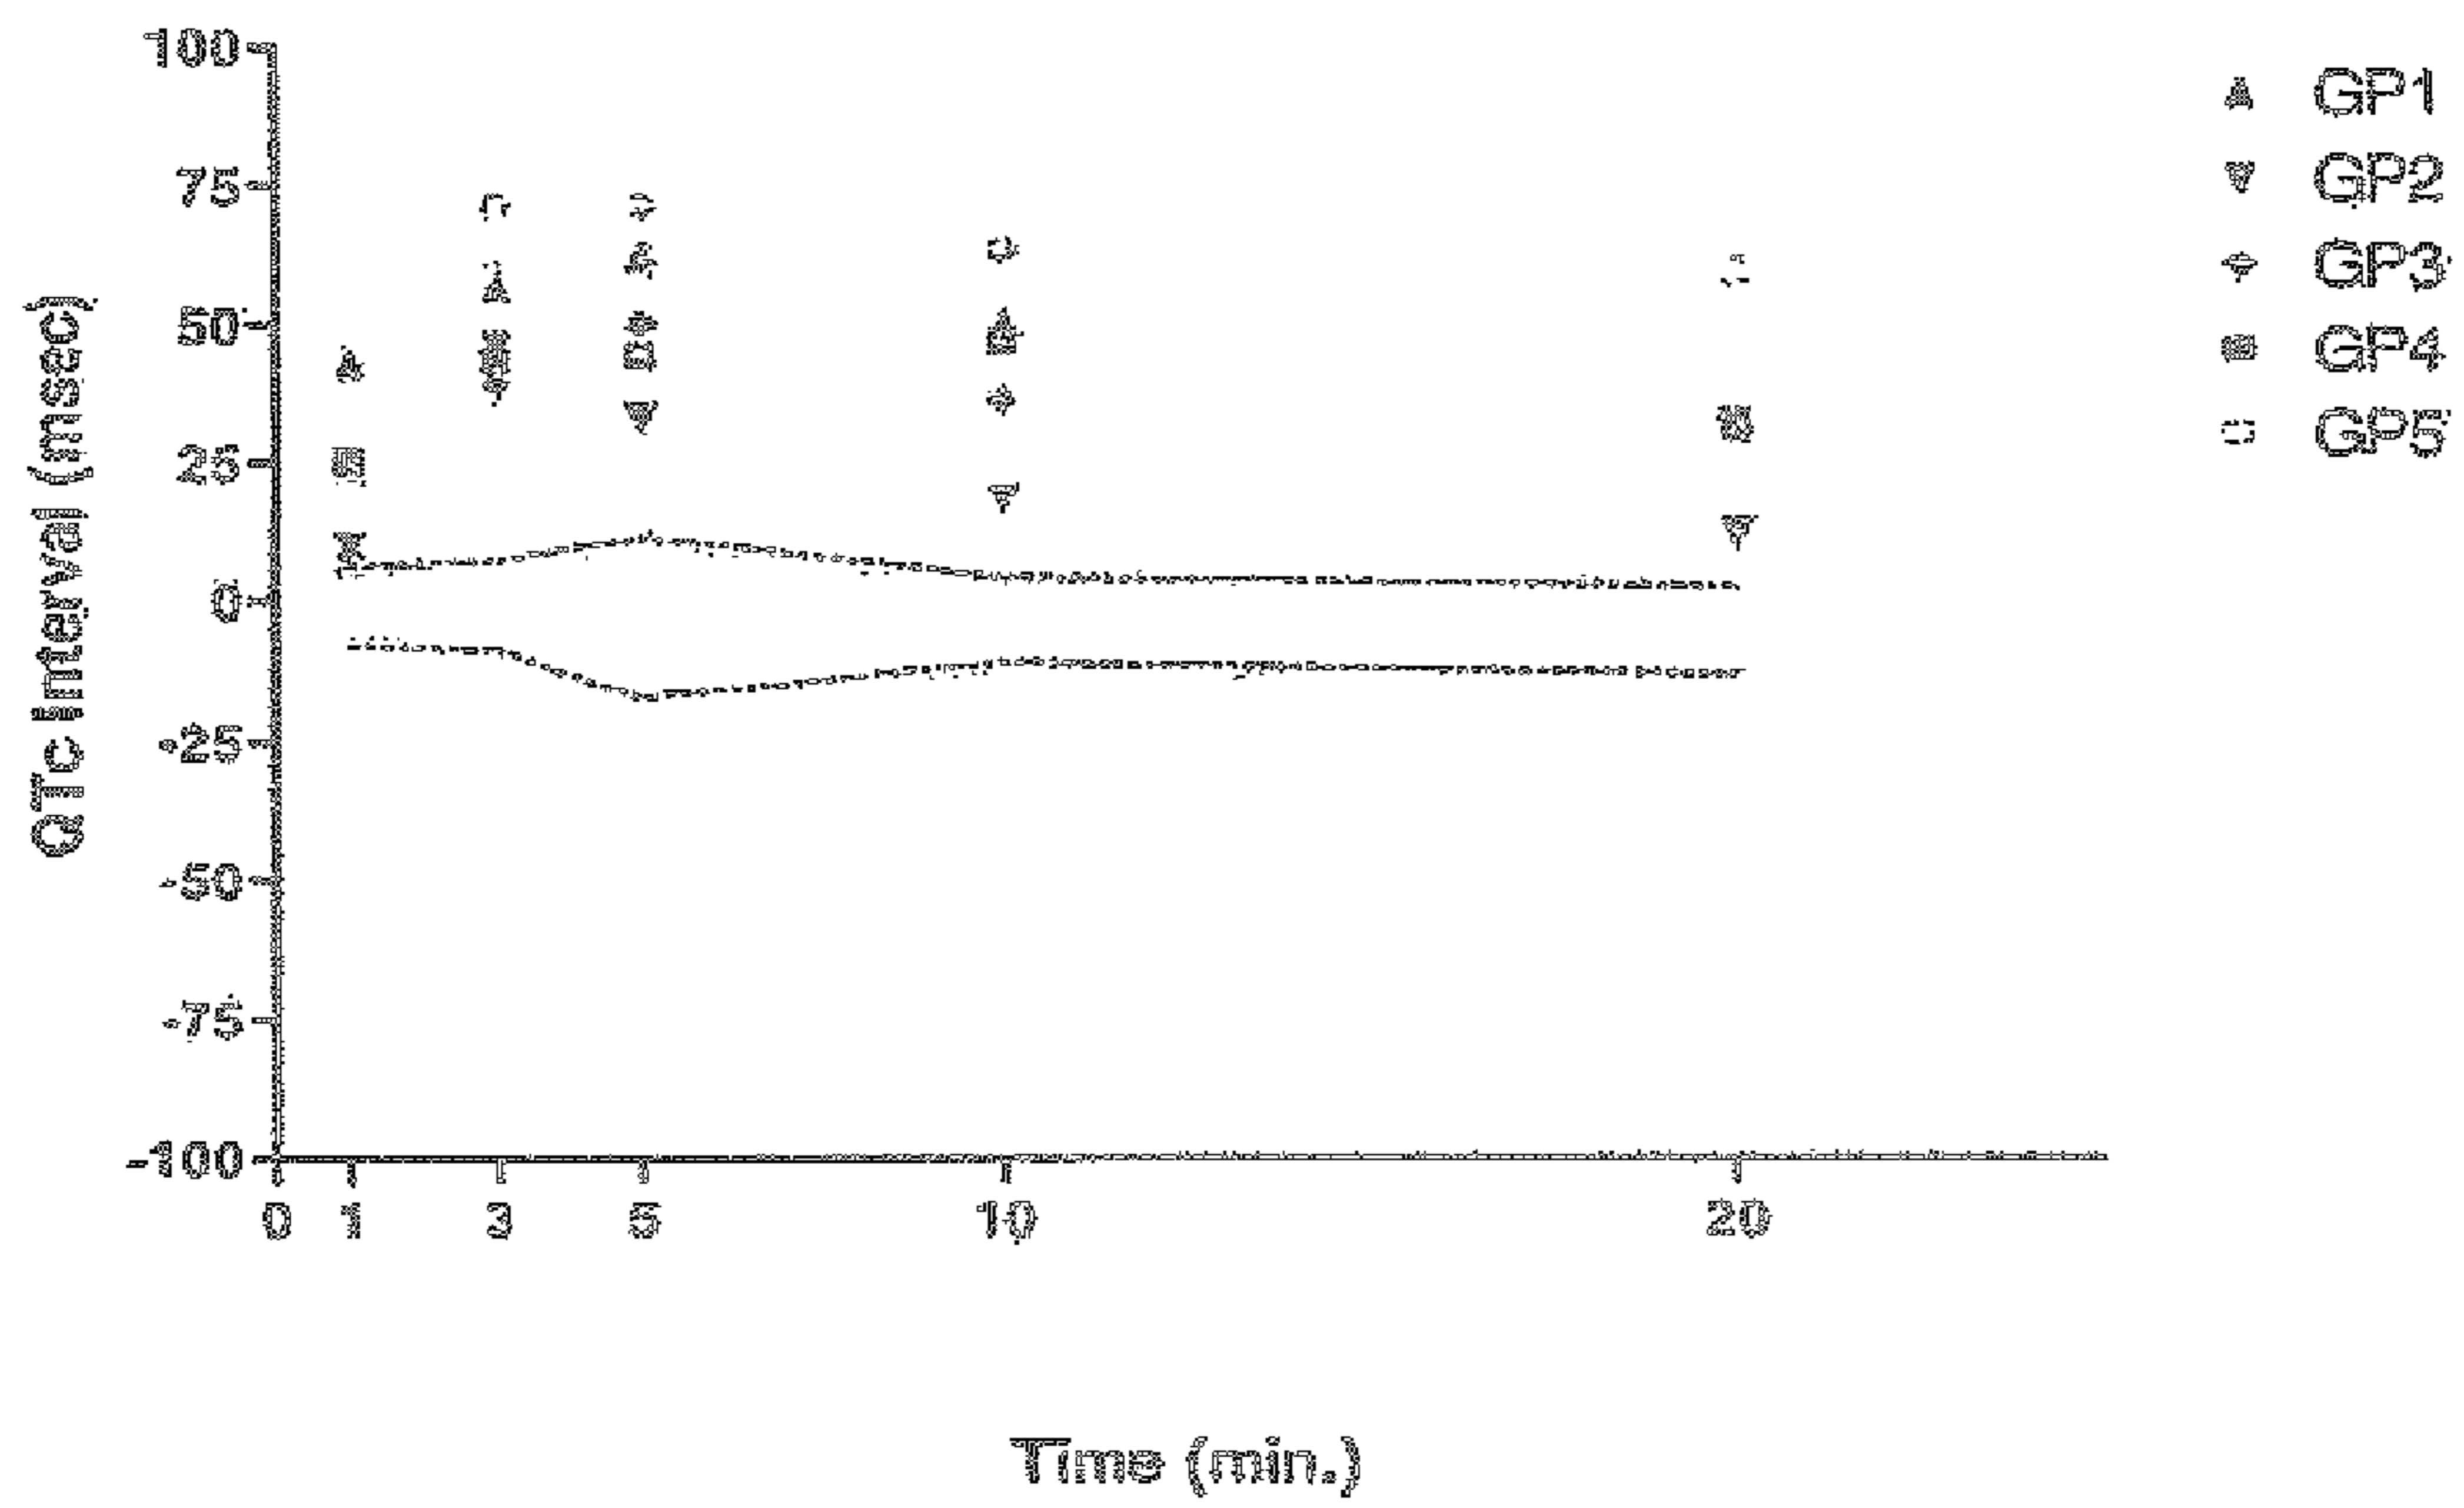 QTc Interval (msec)
100
75
50
25
0
-25
-50
-75
-100
0 1 3 5 10 20
Time (min.)
GP1
GP2
GP3
GP4
GP5